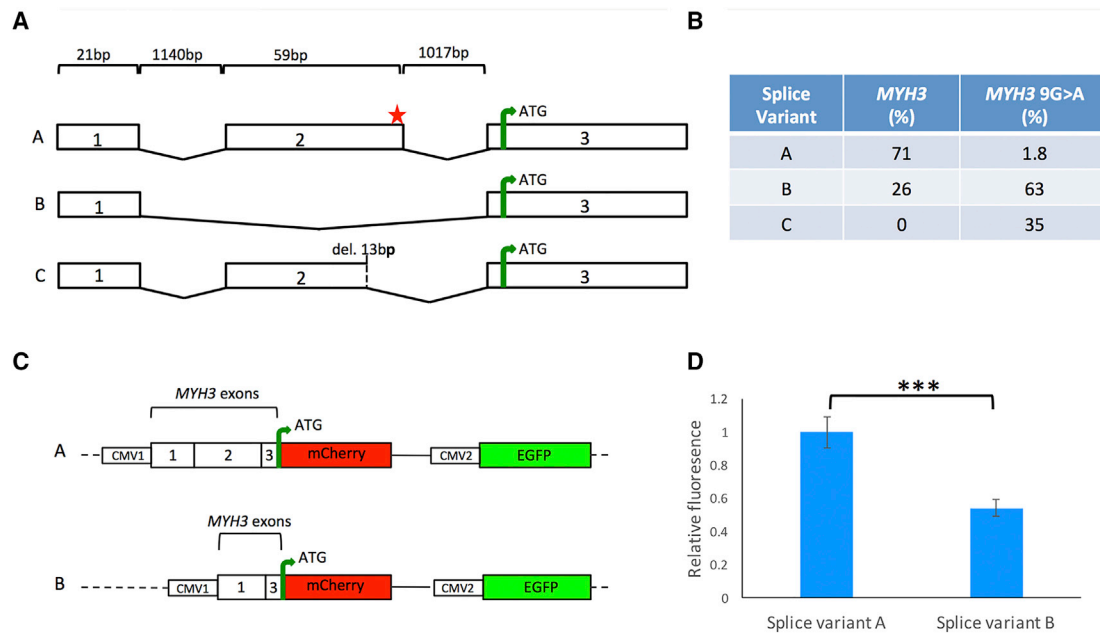 A
21bp 1140bp 59bp 1017bp
A 1 2 ATG 3
B 1 ATG 3
del. 13bp
C 1 2 ATG 3
B
Splice Variant MYH3 (%) MYH3 9G>A (%)
A 71 1.8
B 26 63
C 0 35
C
MYH3 exons
ATG
A CMV1 1 2 3 mCherry CMV2 EGFP
MYH3 exons
ATG
B CMV1 1 3 mCherry CMV2 EGFP
D
***
Relative fluoresence
1.2
1
0.8
0.6
0.4
0.2
0
Splice variant A Splice variant B